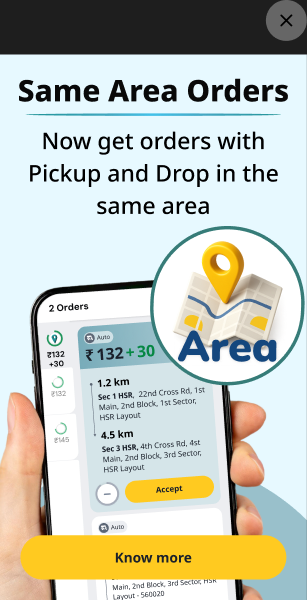 Same Area Orders
Now get orders with
Pickup and Drop in the
same area
Area
2 Orders
₹132
+30
₹132
₹145
Auto
₹ 132 + 30
1.2 km
Sec 1 HSR, 22nd Cross Rd, 1st
Main, 2nd Block, 1st Sector,
HSR Layout
4.5 km
Sec 3 HSR, 4th Cross Rd, 4st
Main, 2nd Block, 3rd Sector,
HSR Layout
Accept
Auto
Know more
Main, 2nd Block, 3rd Sector, HSR
Layout - 560020